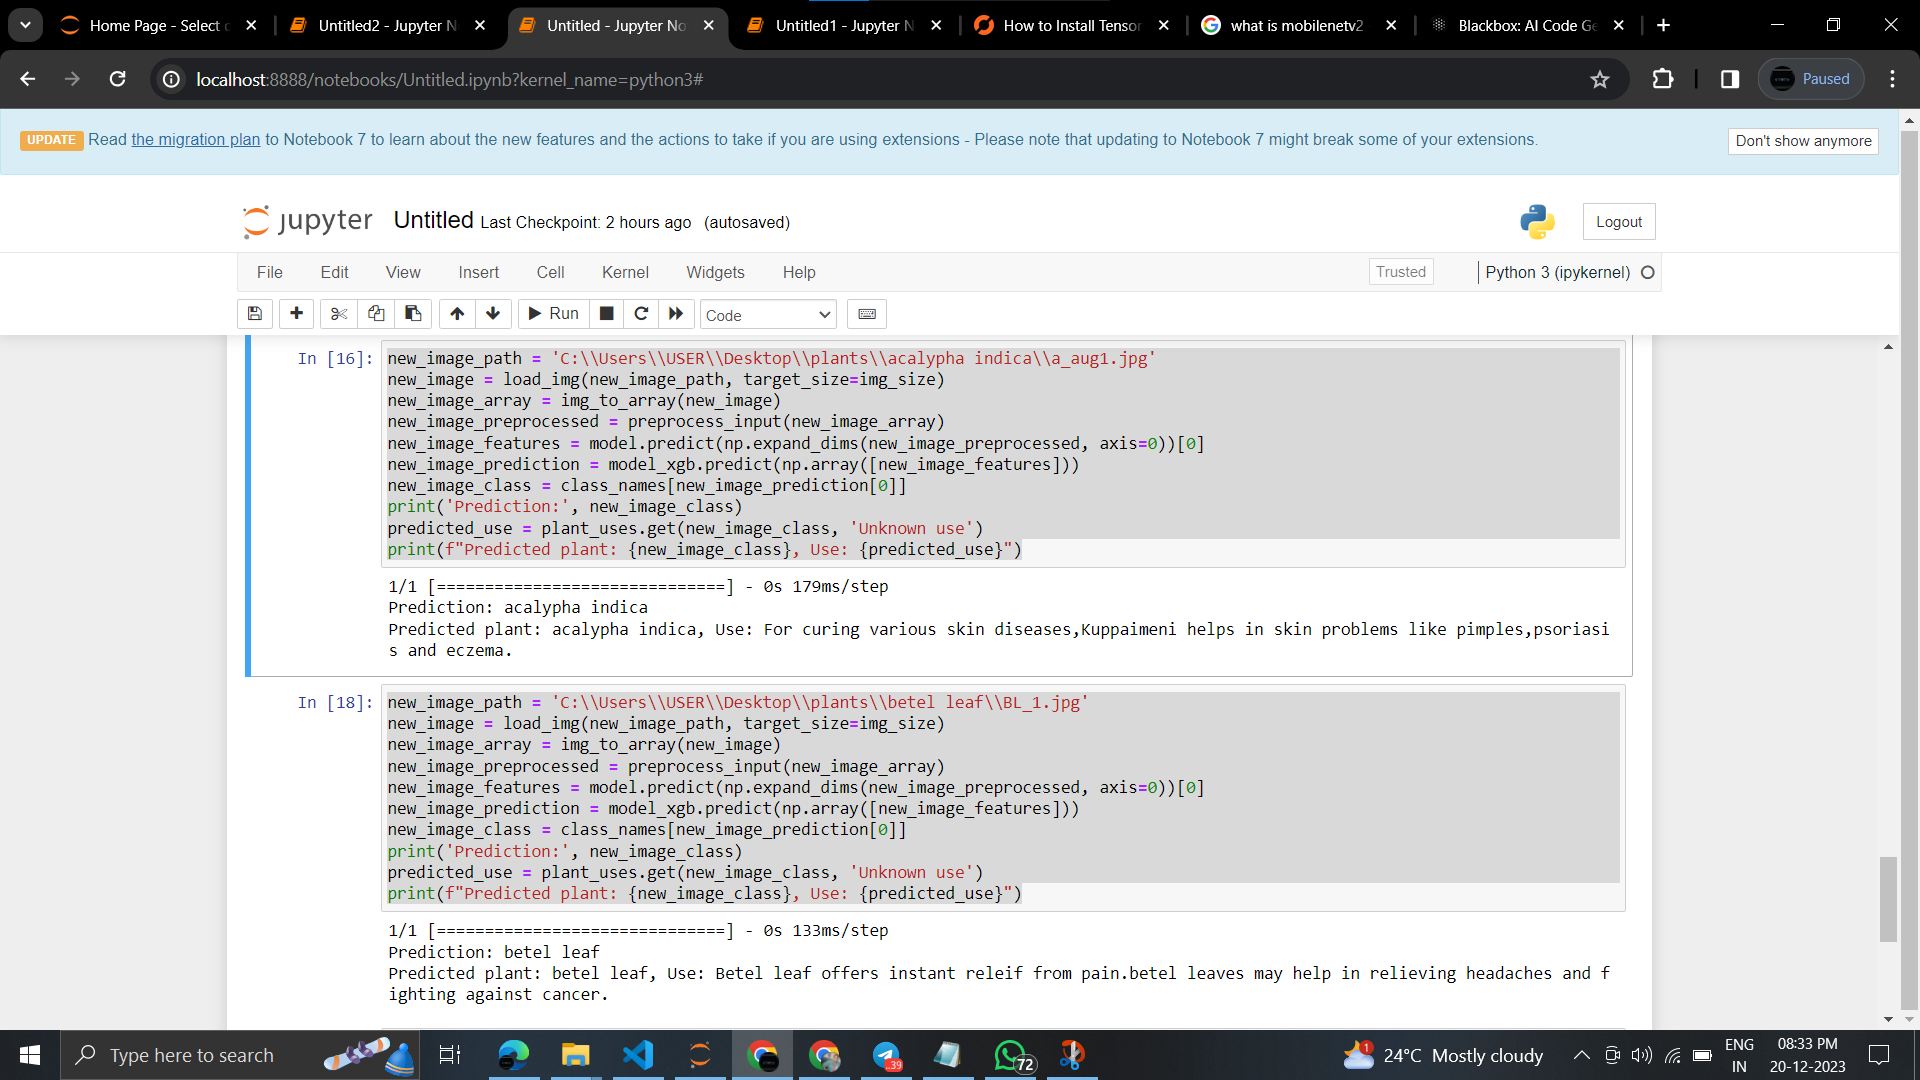 Home Page - Select o
Untitled2 - Jupyter N
Untitled - Jupyter No
Untitled1 - Jupyter N
How to Install Tensor
what is mobilenetv2
Blackbox: AI Code Ge
localhost:8888/notebooks/Untitled.ipynb?kernel_name=python3#
Paused
UPDATE Read the migration plan to Notebook 7 to learn about the new features and the actions to take if you are using extensions - Please note that updating to Notebook 7 might break some of your extensions.
Don't show anymore
jupyter Untitled Last Checkpoint: 2 hours ago (autosaved)
Logout
File Edit View Insert Cell Kernel Widgets Help
Trusted
Python 3 (ipykernel)
Run
Code
In [16]:
new_image_path = 'C:\\Users\\USER\\Desktop\\plants\\acalypha indica\\a_aug1.jpg'
new_image = load_img(new_image_path, target_size=img_size)
new_image_array = img_to_array(new_image)
new_image_preprocessed = preprocess_input(new_image_array)
new_image_features = model.predict(np.expand_dims(new_image_preprocessed, axis=0))[0]
new_image_prediction = model_xgb.predict(np.array([new_image_features]))
new_image_class = class_names[new_image_prediction[0]]
print('Prediction:', new_image_class)
predicted_use = plant_uses.get(new_image_class, 'Unknown use')
print(f"Predicted plant: {new_image_class}, Use: {predicted_use}")
1/1 [==============================] - 0s 179ms/step
Prediction: acalypha indica
Predicted plant: acalypha indica, Use: For curing various skin diseases,Kuppaimeni helps in skin problems like pimples,psoriasi
s and eczema.
In [18]:
new_image_path = 'C:\\Users\\USER\\Desktop\\plants\\betel leaf\\BL_1.jpg'
new_image = load_img(new_image_path, target_size=img_size)
new_image_array = img_to_array(new_image)
new_image_preprocessed = preprocess_input(new_image_array)
new_image_features = model.predict(np.expand_dims(new_image_preprocessed, axis=0))[0]
new_image_prediction = model_xgb.predict(np.array([new_image_features]))
new_image_class = class_names[new_image_prediction[0]]
print('Prediction:', new_image_class)
predicted_use = plant_uses.get(new_image_class, 'Unknown use')
print(f"Predicted plant: {new_image_class}, Use: {predicted_use}")
1/1 [==============================] - 0s 133ms/step
Prediction: betel leaf
Predicted plant: betel leaf, Use: Betel leaf offers instant releif from pain.betel leaves may help in relieving headaches and f
ighting against cancer.
Type here to search
39
72
1
24°C Mostly cloudy
ENG
IN
08:33 PM
20-12-2023